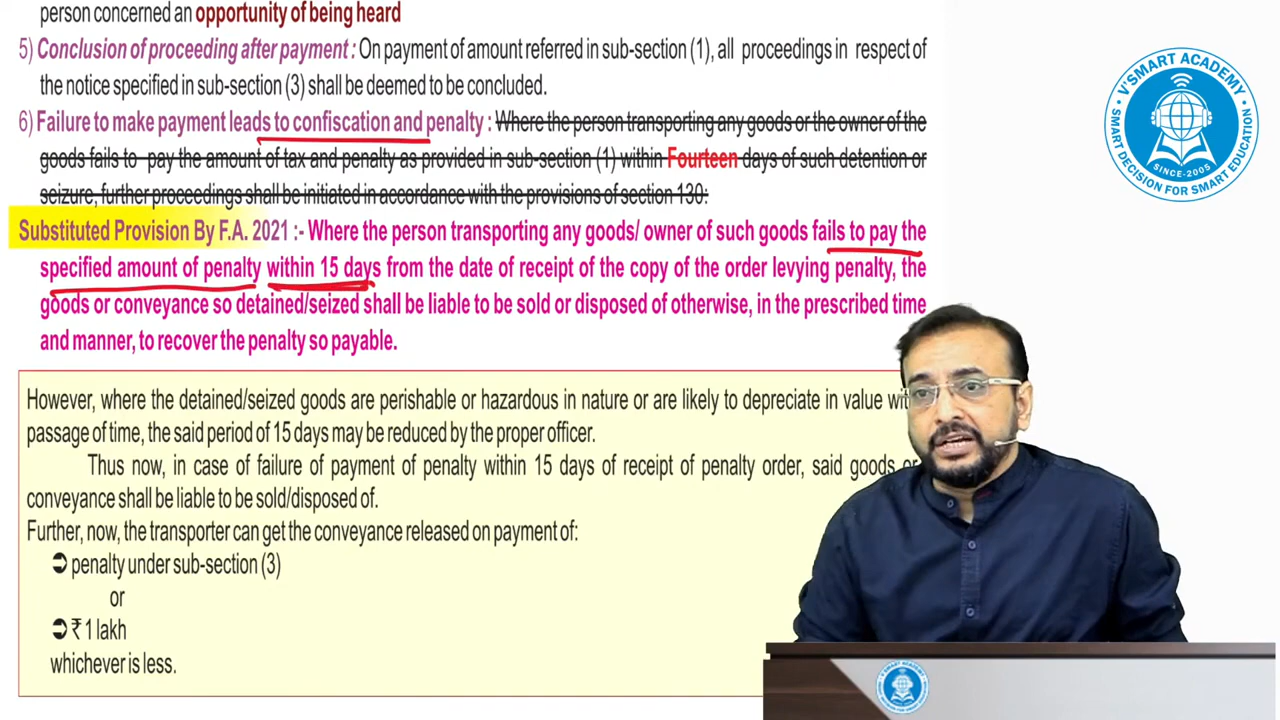 person concerned an opportunity of being heard
5) Conclusion of proceeding after payment : On payment of amount referred in sub-section (1), all proceedings in respect of
the notice specified in sub-section (3) shall be deemed to be concluded.
6) Failure to make payment leads to confiscation and penalty : Where the person transporting any goods or the owner of the
goods fails to pay the amount of tax and penalty as provided in sub-section (1) within Fourteen days of such detention or
seizure, further proceedings shall be initiated in accordance with the provisions of section 130:
Substituted Provision By F.A. 2021 :- Where the person transporting any goods/ owner of such goods fails to pay the
specified amount of penalty within 15 days from the date of receipt of the copy of the order levying penalty, the
goods or conveyance so detained/seized shall be liable to be sold or disposed of otherwise, in the prescribed time
and manner, to recover the penalty so payable.
However, where the detained/seized goods are perishable or hazardous in nature or are likely to depreciate in value
passage of time, the said period of 15 days may be reduced by the proper officer.
Thus now, in case of failure of payment of penalty within 15 days of receipt of penalty order, said goods or
conveyance shall be liable to be sold/disposed of.
Further, now, the transporter can get the conveyance released on payment of:
➲ penalty under sub-section (3)
or
➲ ₹ 1 lakh
whichever is less.
V'SMART ACADEMY
SINCE-2005
SMART DECISION FOR SMART EDUCATION